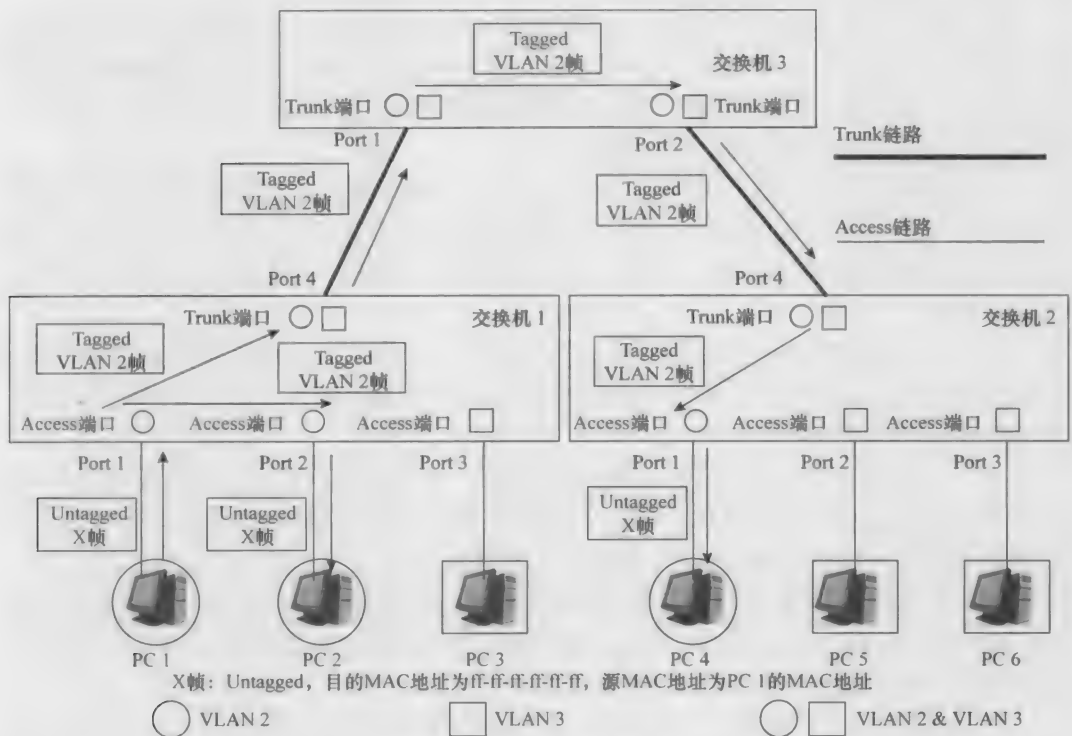 Tagged
VLAN 2帧
交换机 3
Trunk端口
Trunk端口
Port 1
Port 2
Trunk链路
Tagged
VLAN 2帧
Tagged
VLAN 2帧
Access链路
Port 4
Port 4
Trunk端口
交换机 1
Trunk端口
交换机 2
Tagged
VLAN 2帧
Tagged
VLAN 2帧
Tagged
VLAN 2帧
Access端口
Access端口
Access端口
Access端口
Access端口
Access端口
Port 1
Port 2
Port 3
Port 1
Port 2
Port 3
Untagged
X帧
Untagged
X帧
Untagged
X帧
PC 1
PC 2
PC 3
PC 4
PC 5
PC 6
X帧：Untagged，目的MAC地址为ff-ff-ff-ff-ff-ff，源MAC地址为PC 1的MAC地址
VLAN 2
VLAN 3
VLAN 2 & VLAN 3